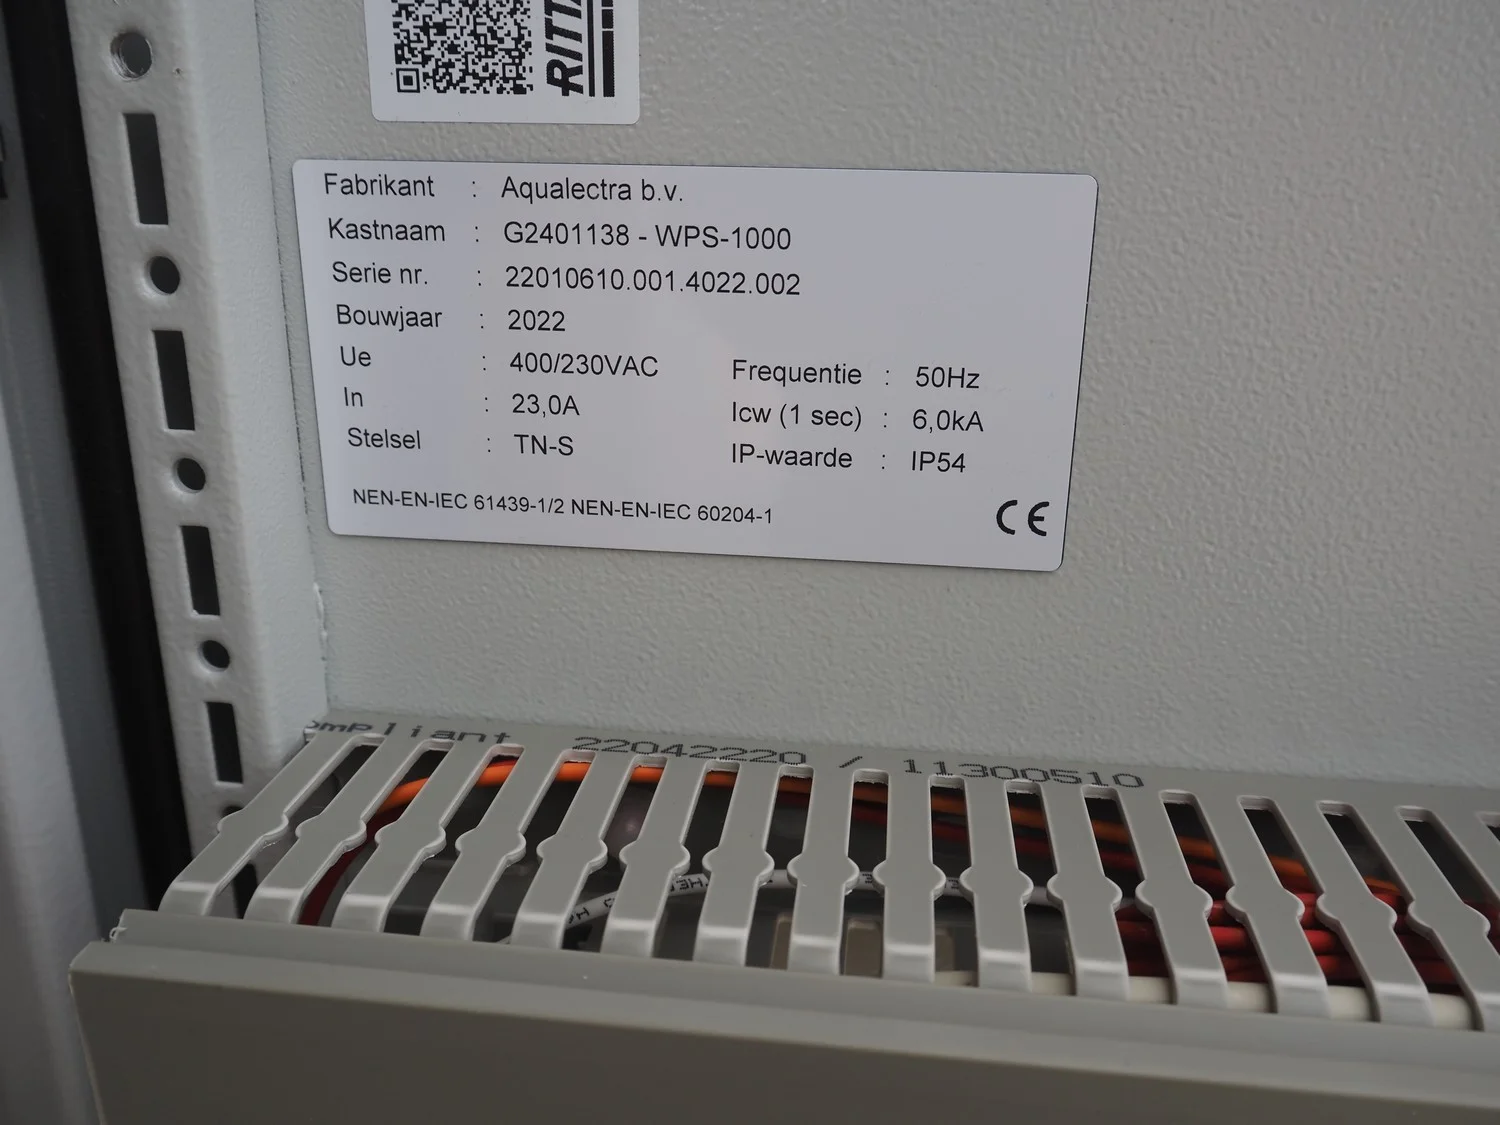 Fabrikant : Aqualectra b.v.
Kastnaam : G2401138 - WPS-1000
Serie nr. : 22010610.001.4022.002
Bouwjaar : 2022
Ue : 400/230VAC Frequentie : 50Hz
In : 23,0A Icw (1 sec) : 6,0kA
Stelsel : TN-S IP-waarde : IP54
NEN-EN-IEC 61439-1/2 NEN-EN-IEC 60204-1 CE
22042220 / 11300510